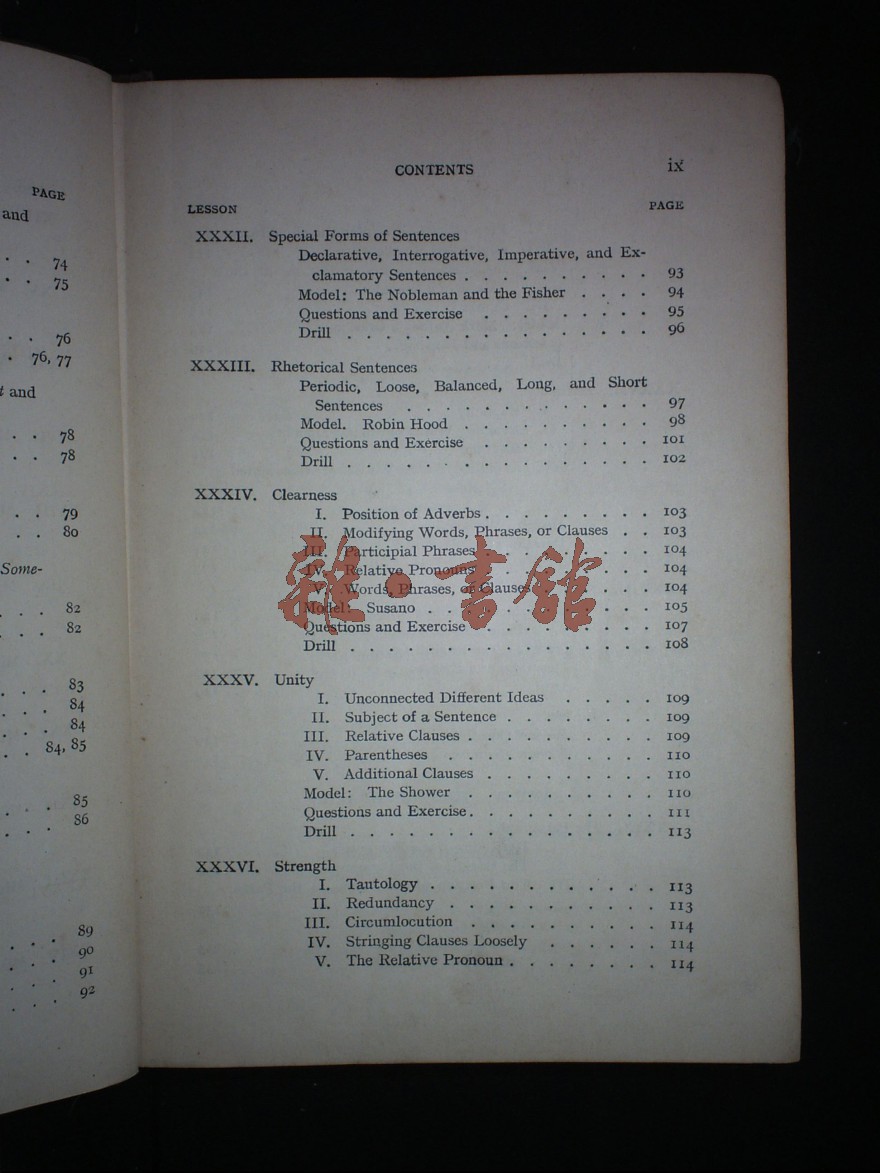 PAGE
and
. . 74
. . 75
. . 76
. 76, 77
t and
. . 78
. . 78
. . 79
. . 80
Some-
. . . 82
. . . 82
. . . 83
. . . 84
. . . 84
. . 84, 85
. . . 85
. . . 86
. . . 89
. . . 90
. . . 91
. . . 92
CONTENTS ix
LESSON PAGE
XXXII. Special Forms of Sentences
Declarative, Interrogative, Imperative, and Ex-
clamatory Sentences . . . . . . . . . . 93
Model: The Nobleman and the Fisher . . . . 94
Questions and Exercise . . . . . . . . . 95
Drill . . . . . . . . . . . . . . . . 96
XXXIII. Rhetorical Sentences
Periodic, Loose, Balanced, Long, and Short
Sentences . . . . . . . . . . . . . 97
Model. Robin Hood . . . . . . . . . . 98
Questions and Exercise . . . . . . . . . 101
Drill . . . . . . . . . . . . . . . . 102
XXXIV. Clearness
I. Position of Adverbs . . . . . . . . . 103
II. Modifying Words, Phrases, or Clauses . . 103
III. Participial Phrases . . . . . . . . . 104
IV. Relative Pronouns . . . . . . . . . 104
V. Words, Phrases, or Clauses . . . . . . 104
Model: Susano . . . . . . . . . . . . 105
Questions and Exercise . . . . . . . . . 107
Drill . . . . . . . . . . . . . . . . 108
XXXV. Unity
I. Unconnected Different Ideas . . . . . 109
II. Subject of a Sentence . . . . . . . . 109
III. Relative Clauses . . . . . . . . . . 109
IV. Parentheses . . . . . . . . . . . 110
V. Additional Clauses . . . . . . . . . 110
Model: The Shower . . . . . . . . . . 110
Questions and Exercise . . . . . . . . . . 111
Drill . . . . . . . . . . . . . . . . 113
XXXVI. Strength
I. Tautology . . . . . . . . . . . . 113
II. Redundancy . . . . . . . . . . . 113
III. Circumlocution . . . . . . . . . . 114
IV. Stringing Clauses Loosely . . . . . . 114
V. The Relative Pronoun . . . . . . . . 114
雜·書館